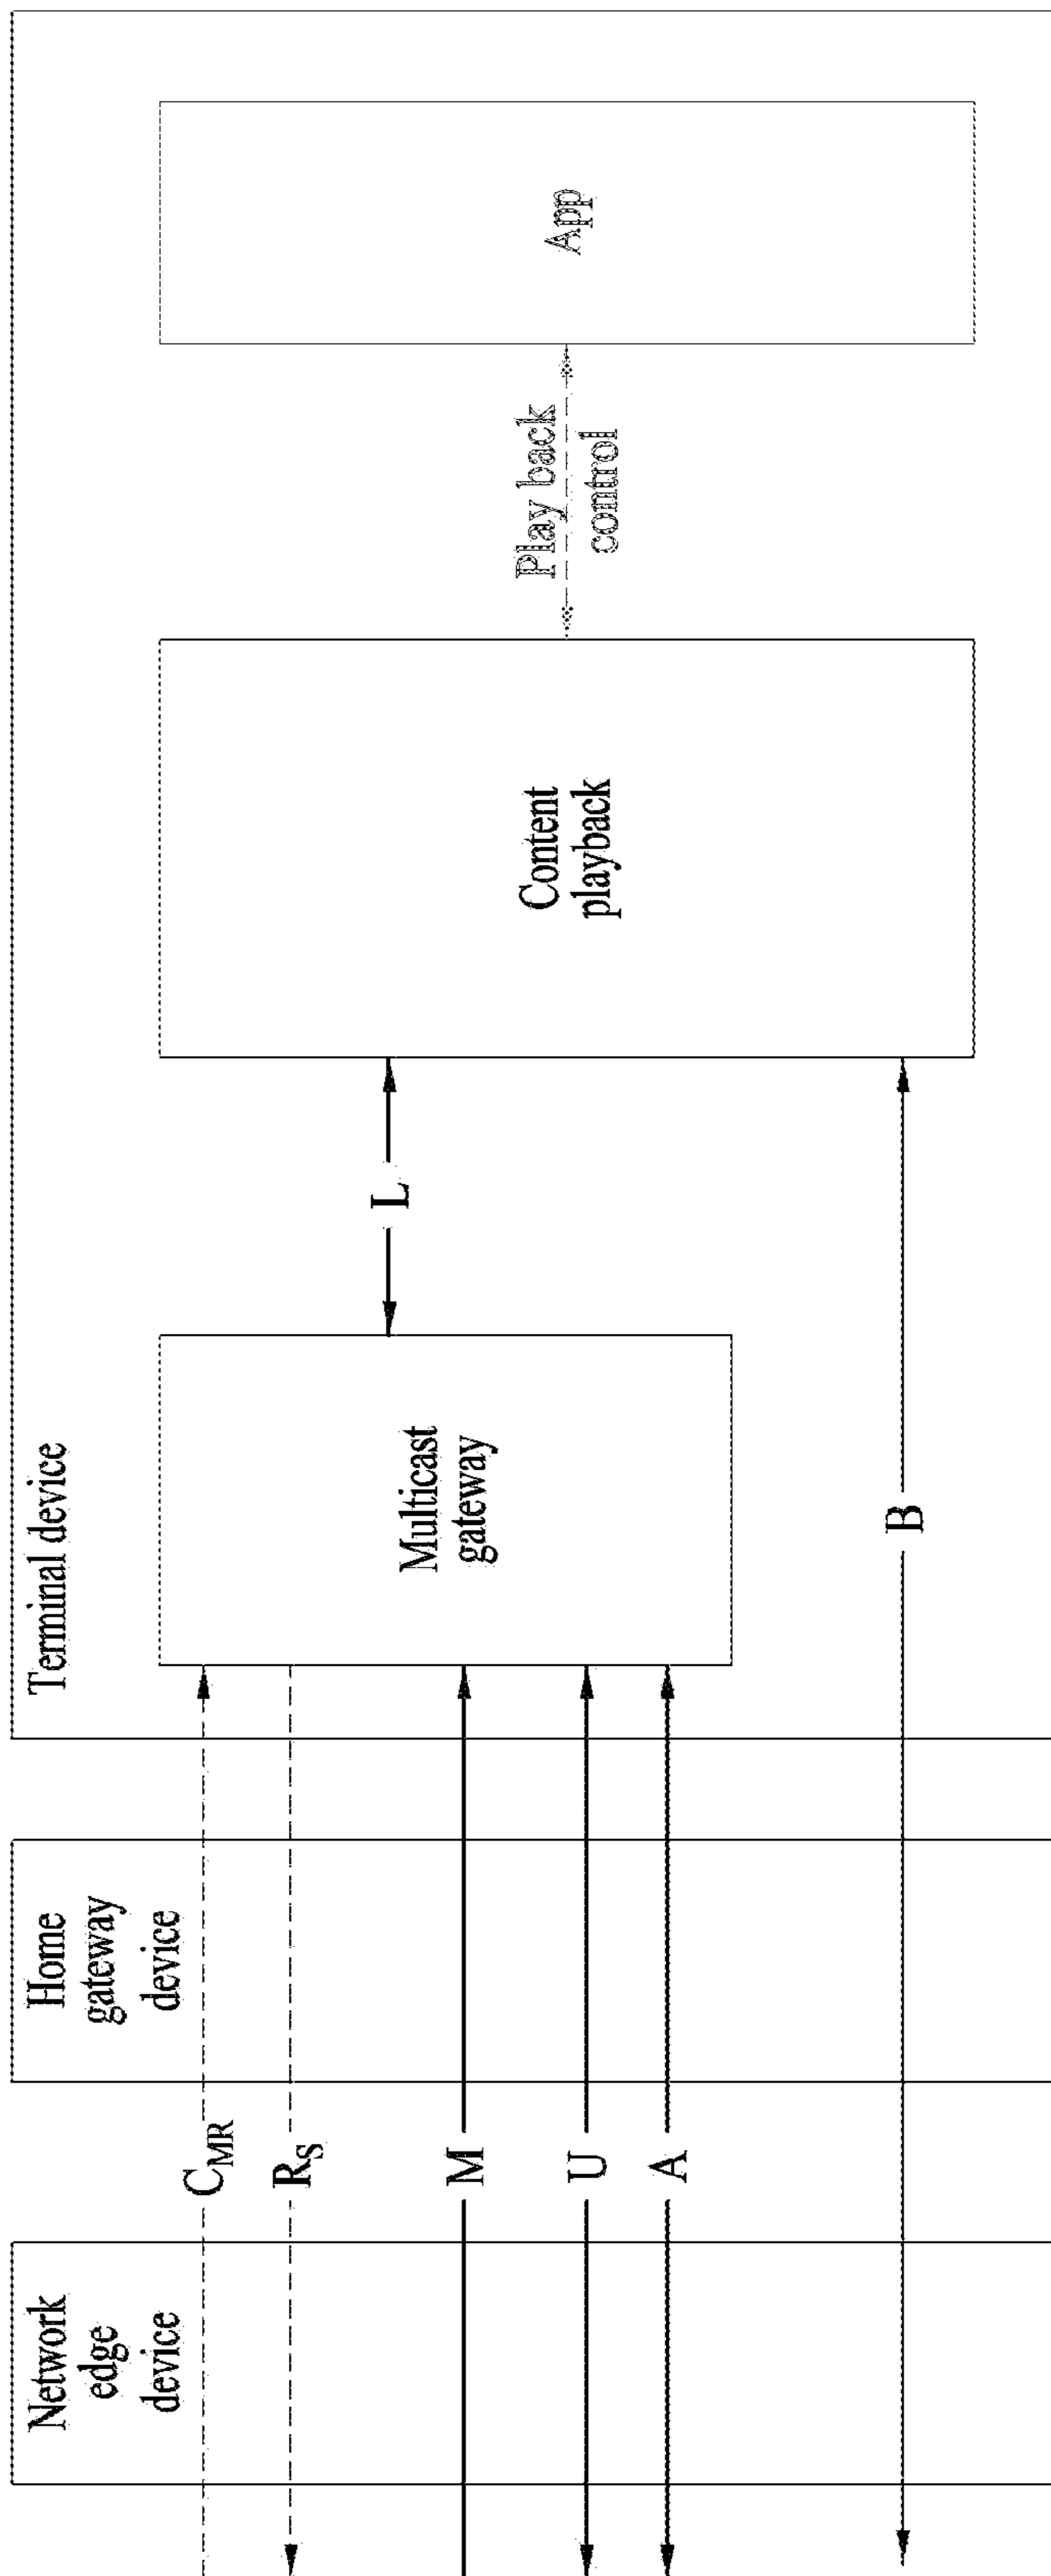 Network
edge
device
Home
gateway
device
Terminal device
C_MR
R_S
M
U
A
B
Multicast
gateway
L
Content
playback
Play back
control
App